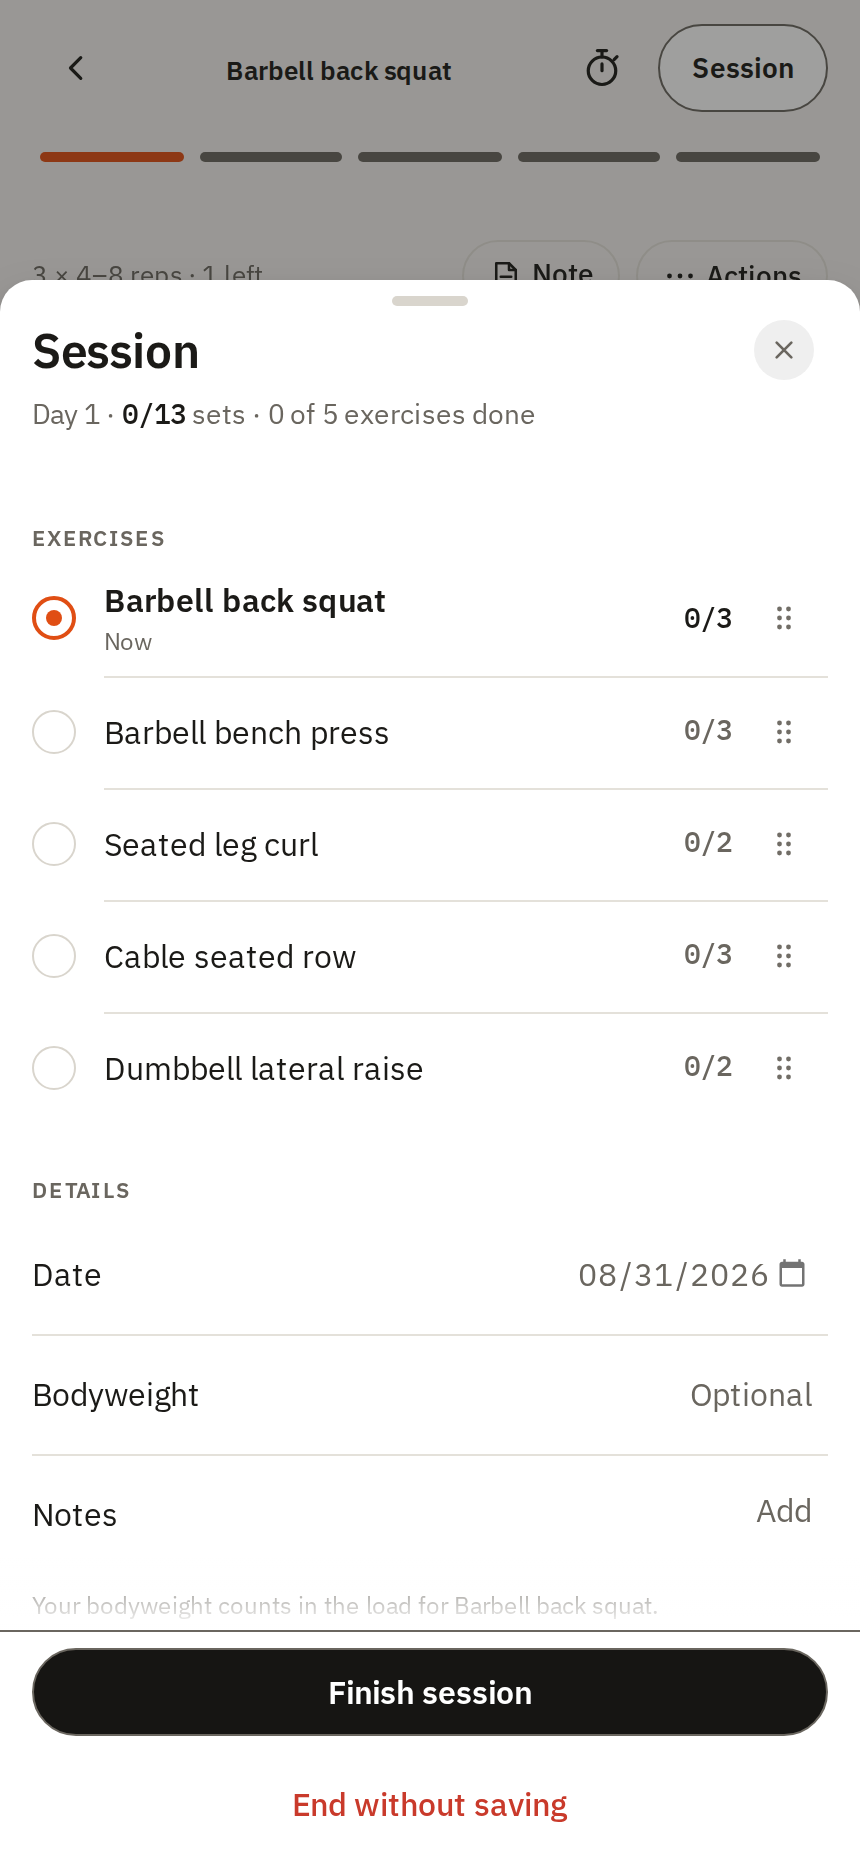 Barbell back squat
Session
3 × 4–8 reps · 1 left
Note
Actions
Session
Day 1 · 0/13 sets · 0 of 5 exercises done
EXERCISES
Barbell back squat
Now
0/3
Barbell bench press
0/3
Seated leg curl
0/2
Cable seated row
0/3
Dumbbell lateral raise
0/2
DETAILS
Date
08/31/2026
Bodyweight
Optional
Notes
Add
Your bodyweight counts in the load for Barbell back squat.
Finish session
End without saving